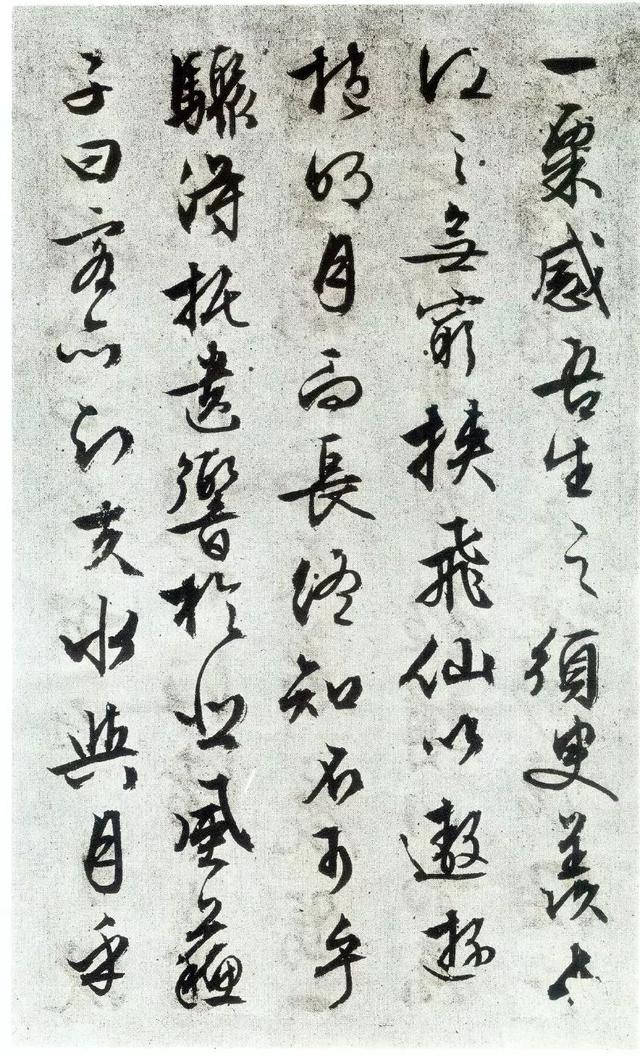 一粟感吾生之須臾羨長
江之無窮挾飛仙以遨遊
抱明月而長終知不可乎
驟得托遺響於悲風蘇
子曰客亦知夫水與月乎